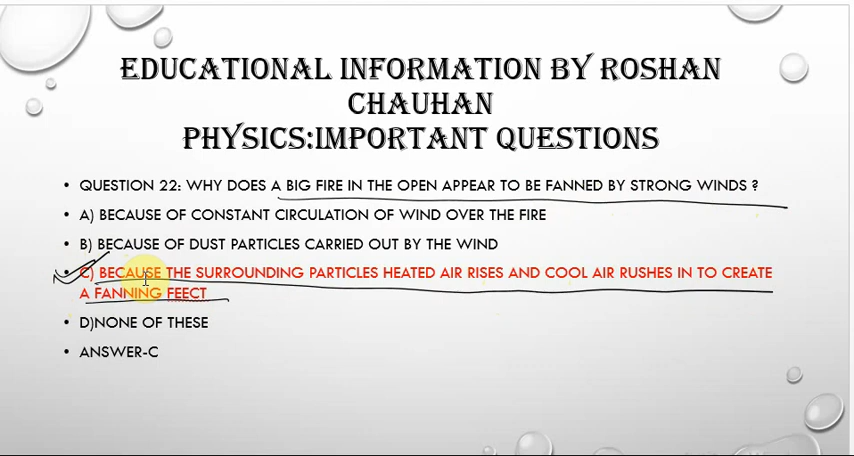 EDUCATIONAL INFORMATION BY ROSHAN
CHAUHAN
PHYSICS:IMPORTANT QUESTIONS
• QUESTION 22: WHY DOES A BIG FIRE IN THE OPEN APPEAR TO BE FANNED BY STRONG WINDS ?
• A) BECAUSE OF CONSTANT CIRCULATION OF WIND OVER THE FIRE
• B) BECAUSE OF DUST PARTICLES CARRIED OUT BY THE WIND
• C) BECAUSE THE SURROUNDING PARTICLES HEATED AIR RISES AND COOL AIR RUSHES IN TO CREATE
A FANNING FEECT
• D)NONE OF THESE
• ANSWER-C